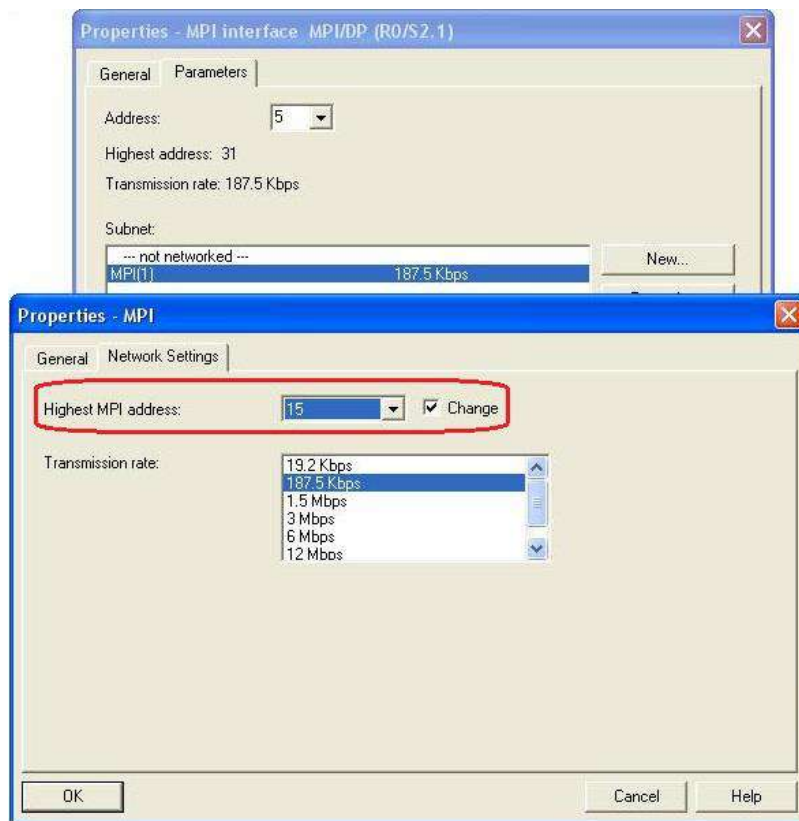 Properties - MPI interface MPI/DP (R0/S2.1)
General Parameters
Address: 5
Highest address: 31
Transmission rate: 187.5 Kbps
Subnet:
--- not networked ---
New...
MPI(1) 187.5 Kbps
Properties - MPI
General Network Settings
Highest MPI address: 15 Change
Transmission rate:
19.2 Kbps
187.5 Kbps
1.5 Mbps
3 Mbps
6 Mbps
12 Mbps
OK Cancel Help